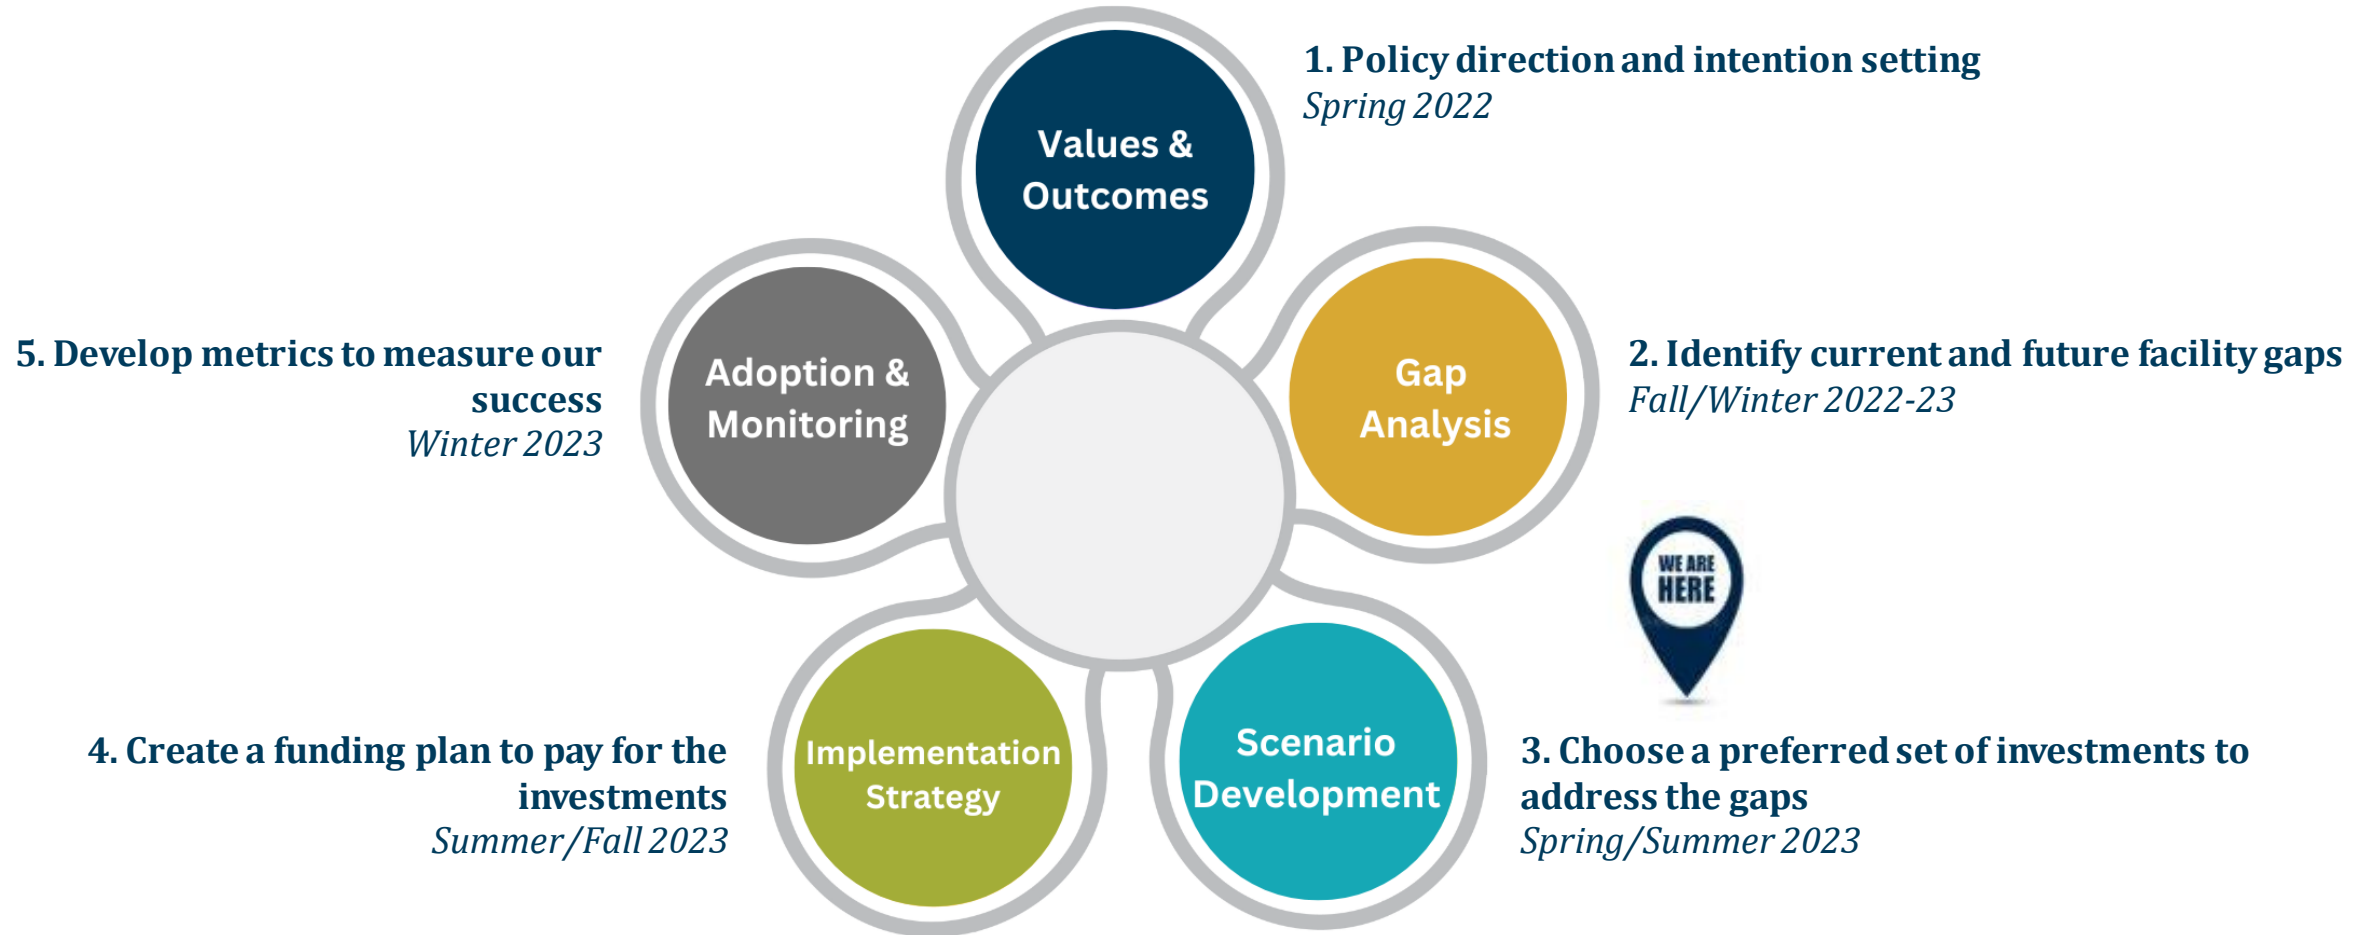 Values &
Outcomes
1. Policy direction and intention setting
Spring 2022
Gap
Analysis
2. Identify current and future facility gaps
Fall/Winter 2022-23
WE ARE
HERE
Scenario
Development
3. Choose a preferred set of investments to
address the gaps
Spring/Summer 2023
Implementation
Strategy
4. Create a funding plan to pay for the
investments
Summer/Fall 2023
Adoption &
Monitoring
5. Develop metrics to measure our
success
Winter 2023